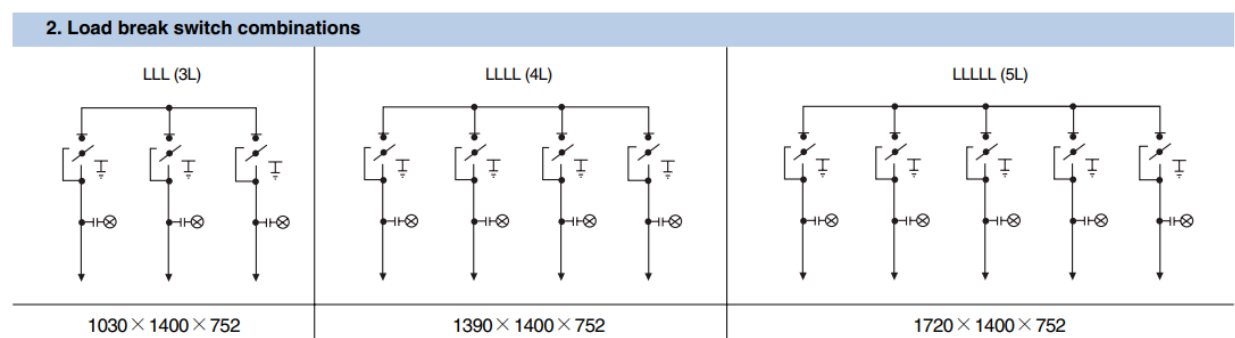 2. Load break switch combinations
LLL (3L)
LLLL (4L)
LLLLL (5L)
1030×1400×752
1390×1400×752
1720×1400×752